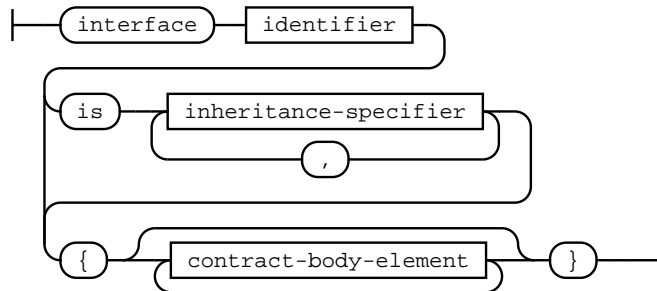 interface identifier
is inheritance-specifier
,
{ contract-body-element }